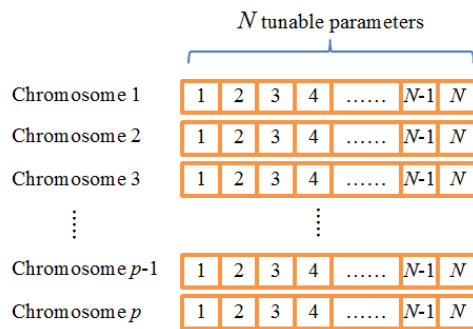 N tunable parameters
Chromosome 1 1 2 3 4 ...... N-1 N
Chromosome 2 1 2 3 4 ...... N-1 N
Chromosome 3 1 2 3 4 ...... N-1 N
Chromosome p-1 1 2 3 4 ...... N-1 N
Chromosome p 1 2 3 4 ...... N-1 N